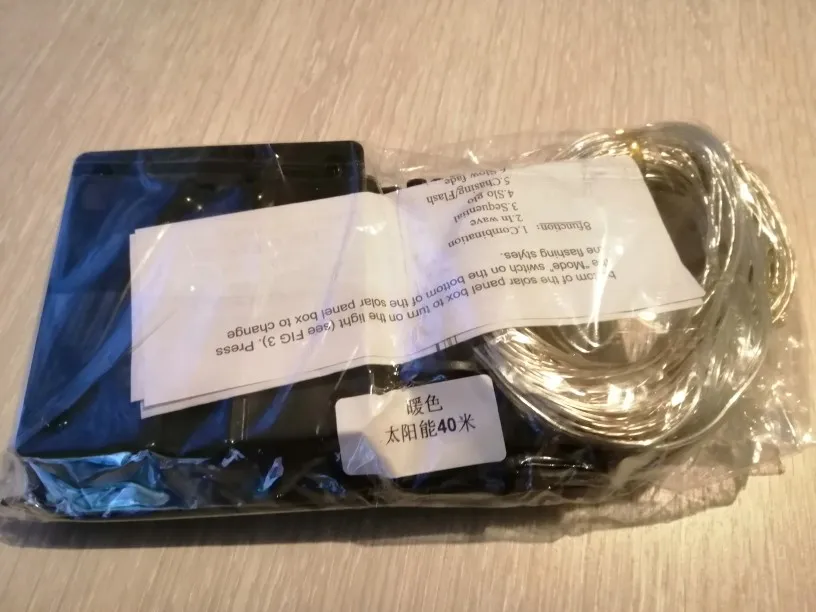 bottom of the solar panel box to turn on the light (see FIG 3). Press
the "Mode" switch on the bottom of the solar panel box to change
the flashing styles.
8function: 1.Combination
2.In wave
3.Sequential
4.Slo glo
5.Chasing/Flash
Slow fade
暖色
太阳能40米